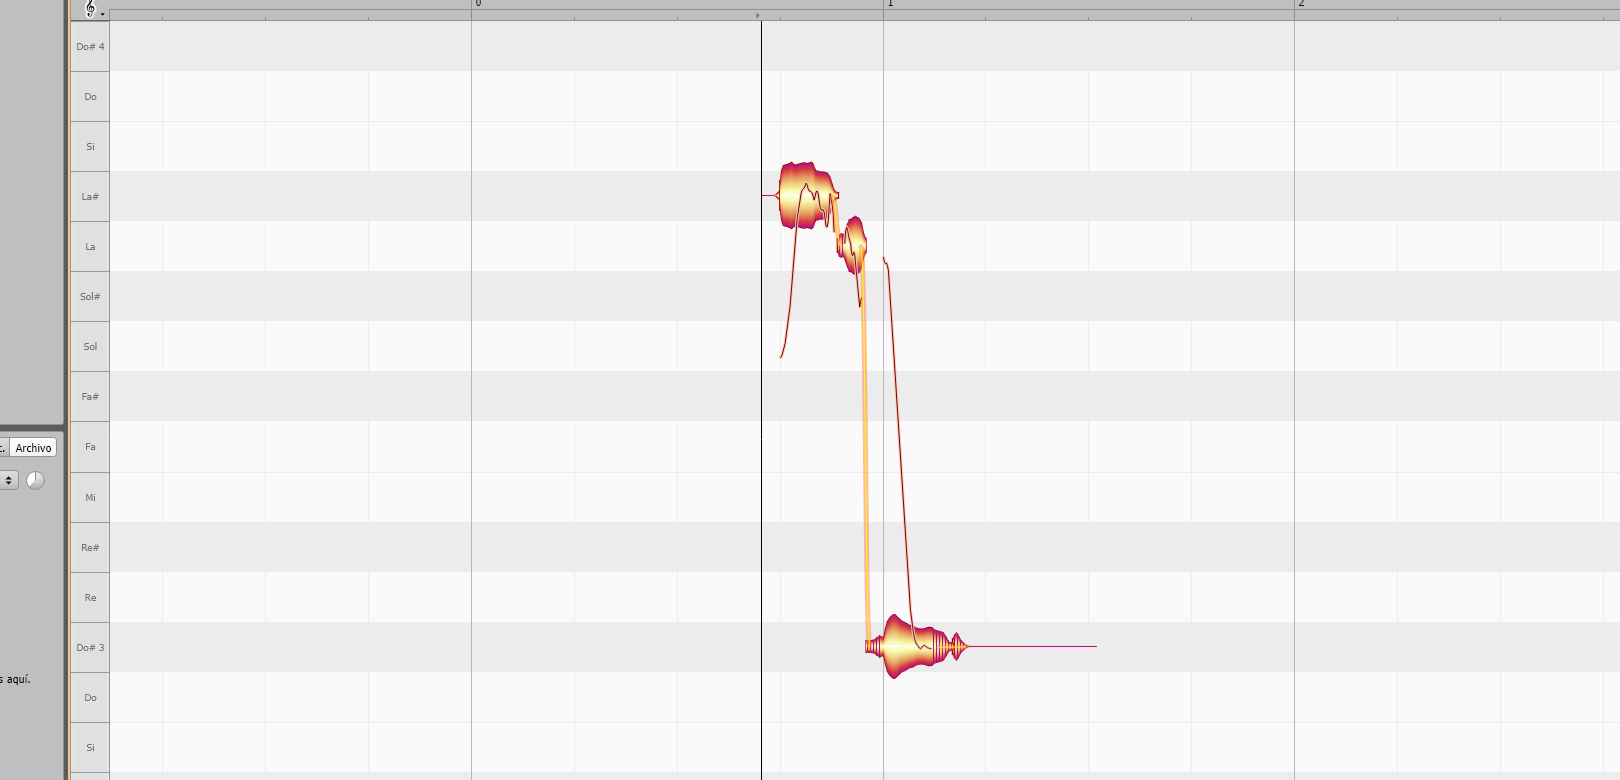 0 1 2
Do# 4
Do
Si
La#
La
Sol#
Sol
Fa#
Fa
Mi
Re#
Re
Do# 3
Do
Si
c. Archivo
s aquí.